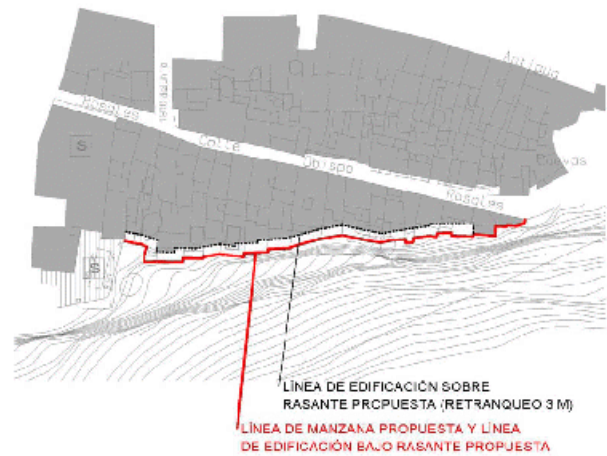 Antiguo
Rosales
Calle
Obispo
Rosales
Cuevas
S
S
LÍNEA DE EDIFICACIÓN SOBRE
RASANTE PROPUESTA (RETRANQUEO 3 M)
LÍNEA DE MANZANA PROPUESTA Y LÍNEA
DE EDIFICACIÓN BAJO RASANTE PROPUESTA